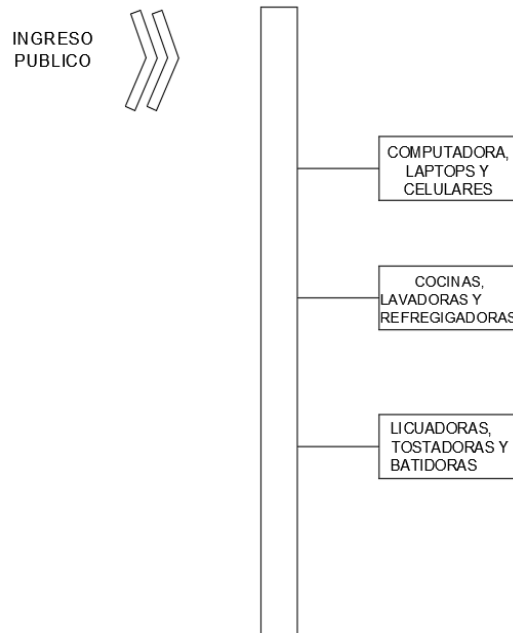 INGRESO
PUBLICO
COMPUTADORA,
LAPTOPS Y
CELULARES
COCINAS,
LAVADORAS Y
REFREGIGADORAS
LICUADORAS,
TOSTADORAS Y
BATIDORAS